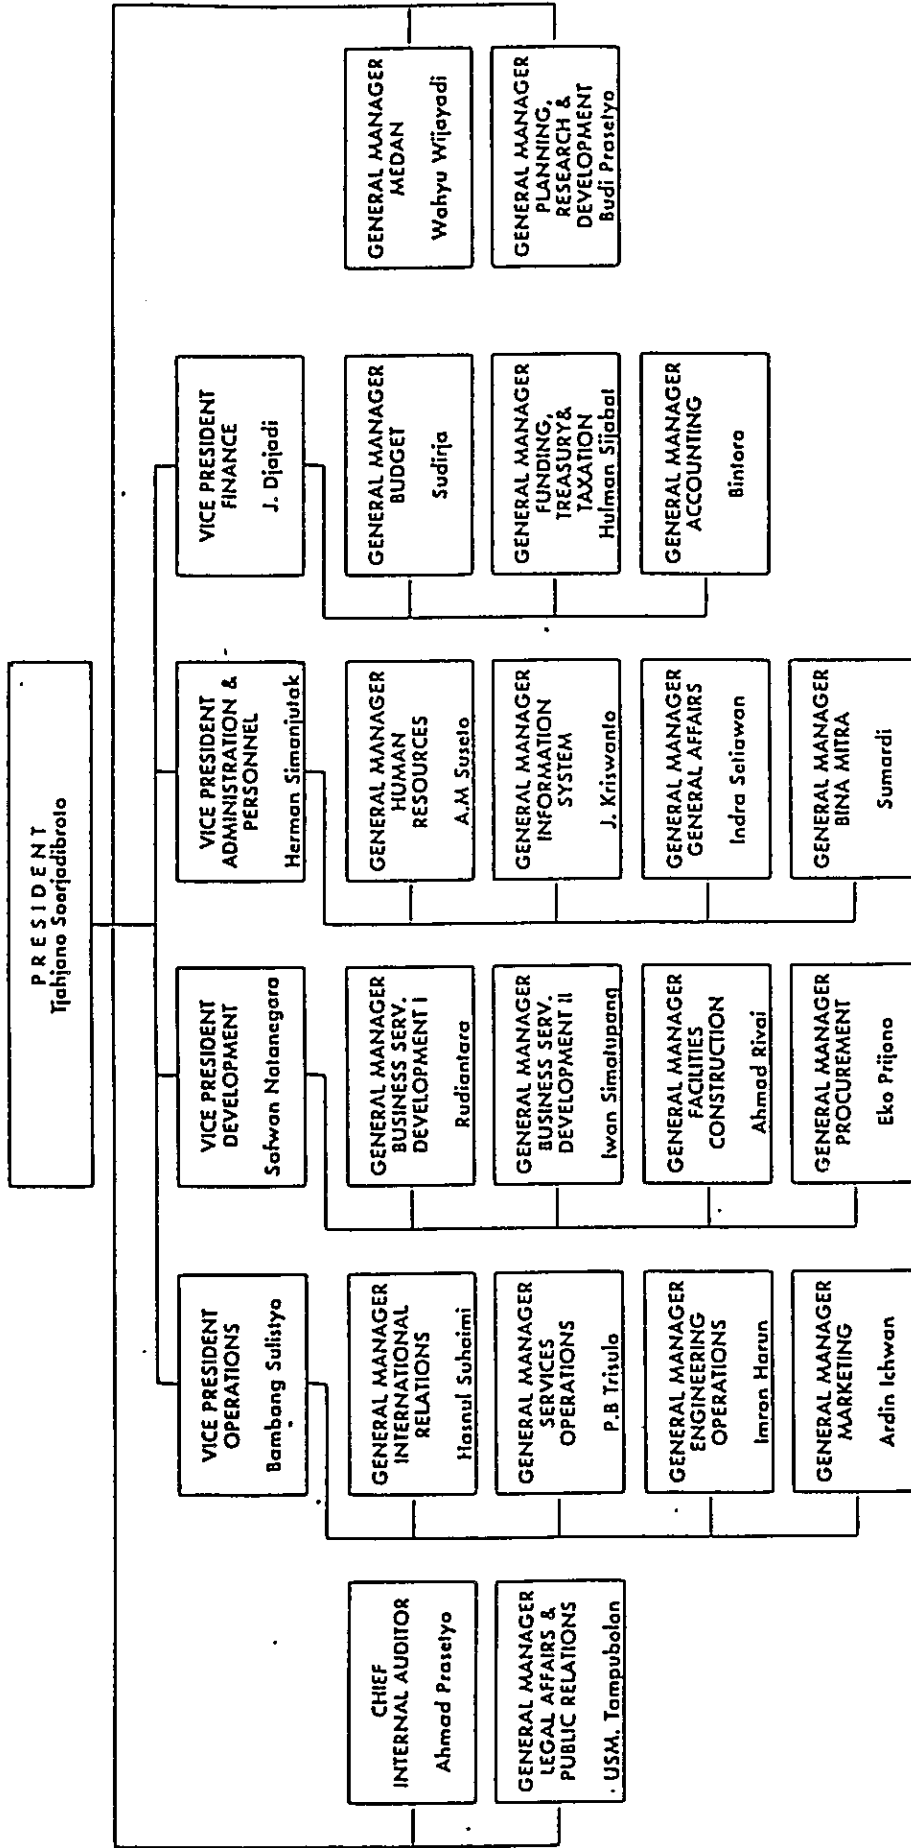 PRESIDENT
Tjahjono Soerjadibroto
VICE PRESIDENT
OPERATIONS
Bambang Sulistyo
VICE PRESIDENT
DEVELOPMENT
Safwan Natanegara
VICE PRESIDENT
ADMINISTRATION &
PERSONNEL
Herman Simanjutak
VICE PRESIDENT
FINANCE
J. Djajadi
CHIEF
INTERNAL AUDITOR
Ahmad Prasetyo
GENERAL MANAGER
LEGAL AFFAIRS &
PUBLIC RELATIONS
USM. Tampubolan
GENERAL MANAGER
INTERNATIONAL
RELATIONS
Hasnul Suhaimi
GENERAL MANAGER
SERVICES
OPERATIONS
P.B Trisulo
GENERAL MANAGER
ENGINEERING
OPERATIONS
Imron Harun
GENERAL MANAGER
MARKETING
Ardin Ichwan
GENERAL MANAGER
BUSINESS SERV.
DEVELOPMENT I
Rudiantara
GENERAL MANAGER
BUSINESS SERV.
DEVELOPMENT II
Iwan Simatupang
GENERAL MANAGER
FACILITIES
CONSTRUCTION
Ahmad Rivai
GENERAL MANAGER
PROCUREMENT
Eko Prijono
GENERAL MANAGER
HUMAN
RESOURCES
A.M Suseto
GENERAL MANAGER
INFORMATION
SYSTEM
J. Kriswanto
GENERAL MANAGER
GENERAL AFFAIRS
Indra Setiawan
GENERAL MANAGER
BINA MITRA
Sumardi
GENERAL MANAGER
BUDGET
Sudirja
GENERAL MANAGER
FUNDING,
TREASURY&
TAXATION
Hulman Sijabat
GENERAL MANAGER
ACCOUNTING
Bintoro
GENERAL MANAGER
MEDAN
Wahyu Wijayadi
GENERAL MANAGER
PLANNING,
RESEARCH &
DEVELOPMENT
Budi Prasetyo